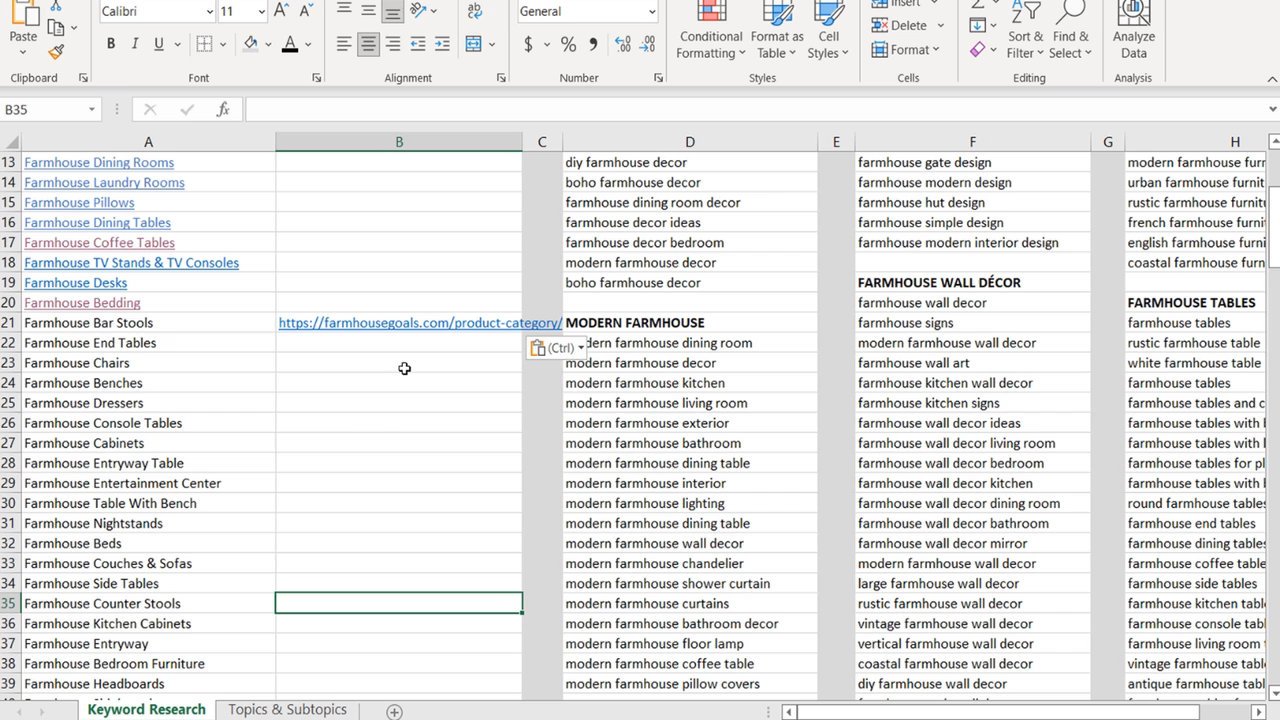 Calibri 11 General Insert
Delete
Paste Conditional Formatting Format as Table Cell Styles Format Sort & Filter Find & Select Analyze Data
Clipboard Font Alignment Number Styles Cells Editing Analysis
B35
A B C D E F G H
13 Farmhouse Dining Rooms diy farmhouse decor farmhouse gate design modern farmhouse furn
14 Farmhouse Laundry Rooms boho farmhouse decor farmhouse modern design urban farmhouse furnit
15 Farmhouse Pillows farmhouse dining room decor farmhouse hut design rustic farmhouse furnit
16 Farmhouse Dining Tables farmhouse decor ideas farmhouse simple design french farmhouse furni
17 Farmhouse Coffee Tables farmhouse decor bedroom farmhouse modern interior design english farmhouse furni
18 Farmhouse TV Stands & TV Consoles modern farmhouse decor coastal farmhouse furn
19 Farmhouse Desks boho farmhouse decor FARMHOUSE WALL DÉCOR
20 Farmhouse Bedding farmhouse wall decor FARMHOUSE TABLES
21 Farmhouse Bar Stools https://farmhousegoals.com/product-category/ MODERN FARMHOUSE farmhouse signs farmhouse tables
22 Farmhouse End Tables (Ctrl) dern farmhouse dining room modern farmhouse wall decor rustic farmhouse table
23 Farmhouse Chairs modern farmhouse decor farmhouse wall art white farmhouse table
24 Farmhouse Benches modern farmhouse kitchen farmhouse kitchen wall decor farmhouse tables
25 Farmhouse Dressers modern farmhouse living room farmhouse kitchen signs farmhouse tables and c
26 Farmhouse Console Tables modern farmhouse exterior farmhouse wall decor ideas farmhouse tables with b
27 Farmhouse Cabinets modern farmhouse bathroom farmhouse wall decor living room farmhouse tables with l
28 Farmhouse Entryway Table modern farmhouse dining table farmhouse wall decor bedroom farmhouse tables for pl
29 Farmhouse Entertainment Center modern farmhouse interior farmhouse wall decor kitchen farmhouse tables with b
30 Farmhouse Table With Bench modern farmhouse lighting farmhouse wall decor dining room round farmhouse tables
31 Farmhouse Nightstands modern farmhouse dining table farmhouse wall decor bathroom farmhouse end tables
32 Farmhouse Beds modern farmhouse wall decor farmhouse wall decor mirror farmhouse dining tables
33 Farmhouse Couches & Sofas modern farmhouse chandelier modern farmhouse wall decor farmhouse coffee table
34 Farmhouse Side Tables modern farmhouse shower curtain large farmhouse wall decor farmhouse side tables
35 Farmhouse Counter Stools modern farmhouse curtains rustic farmhouse wall decor farmhouse kitchen tabl
36 Farmhouse Kitchen Cabinets modern farmhouse bathroom decor vintage farmhouse wall decor farmhouse console tab
37 Farmhouse Entryway modern farmhouse floor lamp vertical farmhouse wall decor farmhouse living room t
38 Farmhouse Bedroom Furniture modern farmhouse coffee table coastal farmhouse wall decor vintage farmhouse tabl
39 Farmhouse Headboards modern farmhouse pillow covers diy farmhouse wall decor antique farmhouse tabl
Keyword Research Topics & Subtopics